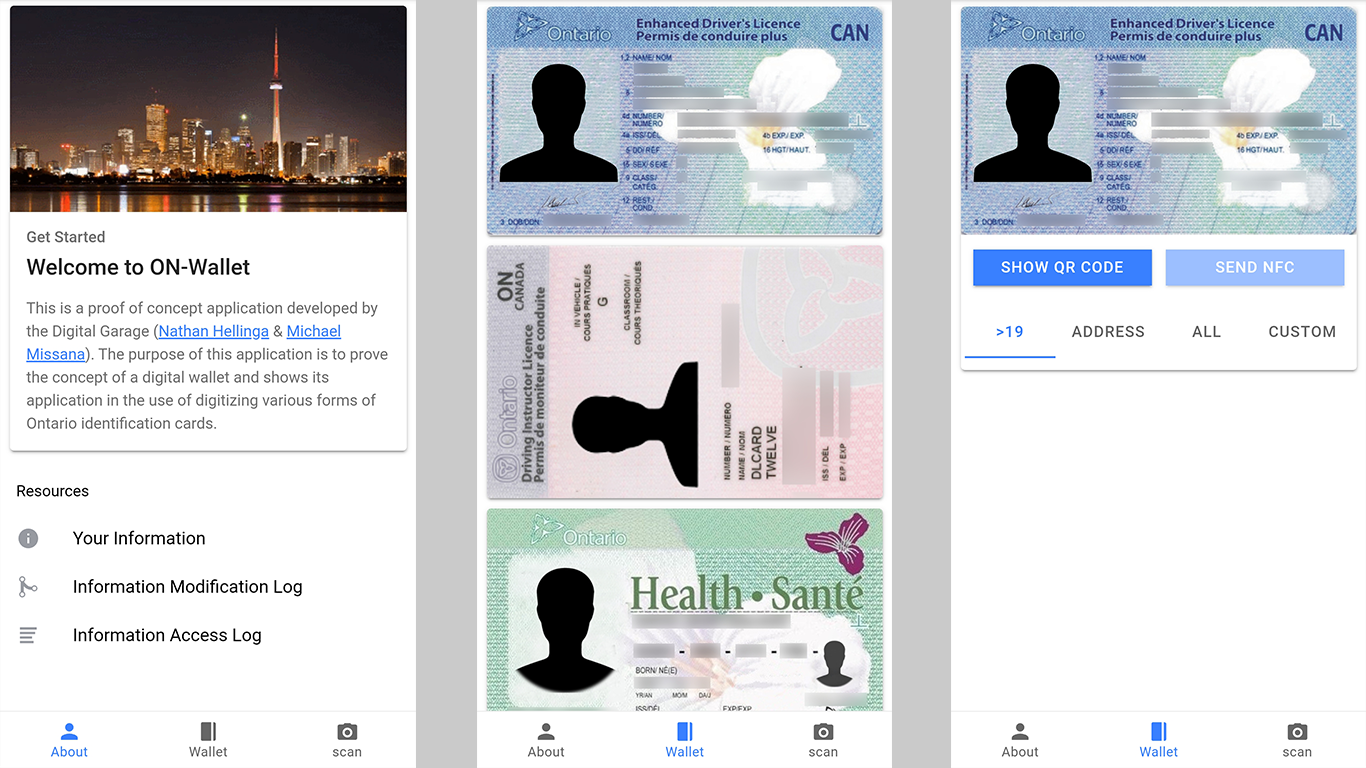 Get Started
Welcome to ON-Wallet
This is a proof of concept application developed by
the Digital Garage (Nathan Hellinga & Michael
Missana). The purpose of this application is to prove
the concept of a digital wallet and shows its
application in the use of digitizing various forms of
Ontario identification cards.
Resources
Your Information
Information Modification Log
Information Access Log
About
Wallet
scan
Ontario
Enhanced Driver's Licence
Permis de conduire plus
CAN
1,2 NAME/ NOM
4d NUMBER/
NUMÉRO
4a ISS/DÉL
4b EXP./ EXP.
5 DD/ RÉF
16 HGT/HAUT.
15 SEX/ SEXE
9 CLASS/
CATÉG.
12 REST./
COND.
3 DOB/DDN:
ON
CANADA
Ontario
Driving Instructor Licence
Permis de moniteur de conduite
IN VEHICLE /
COURS PRATIQUES
G
CLASSROOM /
COURS THEORIQUES
NUMBER / NUMÉRO
NAME / NOM
DLCARD
TWELVE
ISS / DEL
EXP / EXP
Ontario
Health • Santé
- - - -
BORN/ NÉ(E)
YR/AN MO/M DA/J
ISS/DÉL EXP/EXP
About
Wallet
scan
Ontario
Enhanced Driver's Licence
Permis de conduire plus
CAN
1,2 NAME/ NOM
4d NUMBER/
NUMÉRO
4a ISS/DÉL
4b EXP./ EXP.
5 DD/ RÉF
16 HGT/HAUT.
15 SEX/ SEXE
9 CLASS/
CATÉG.
12 REST./
COND.
3 DOB/DDN:
SHOW QR CODE
SEND NFC
>19
ADDRESS
ALL
CUSTOM
About
Wallet
scan